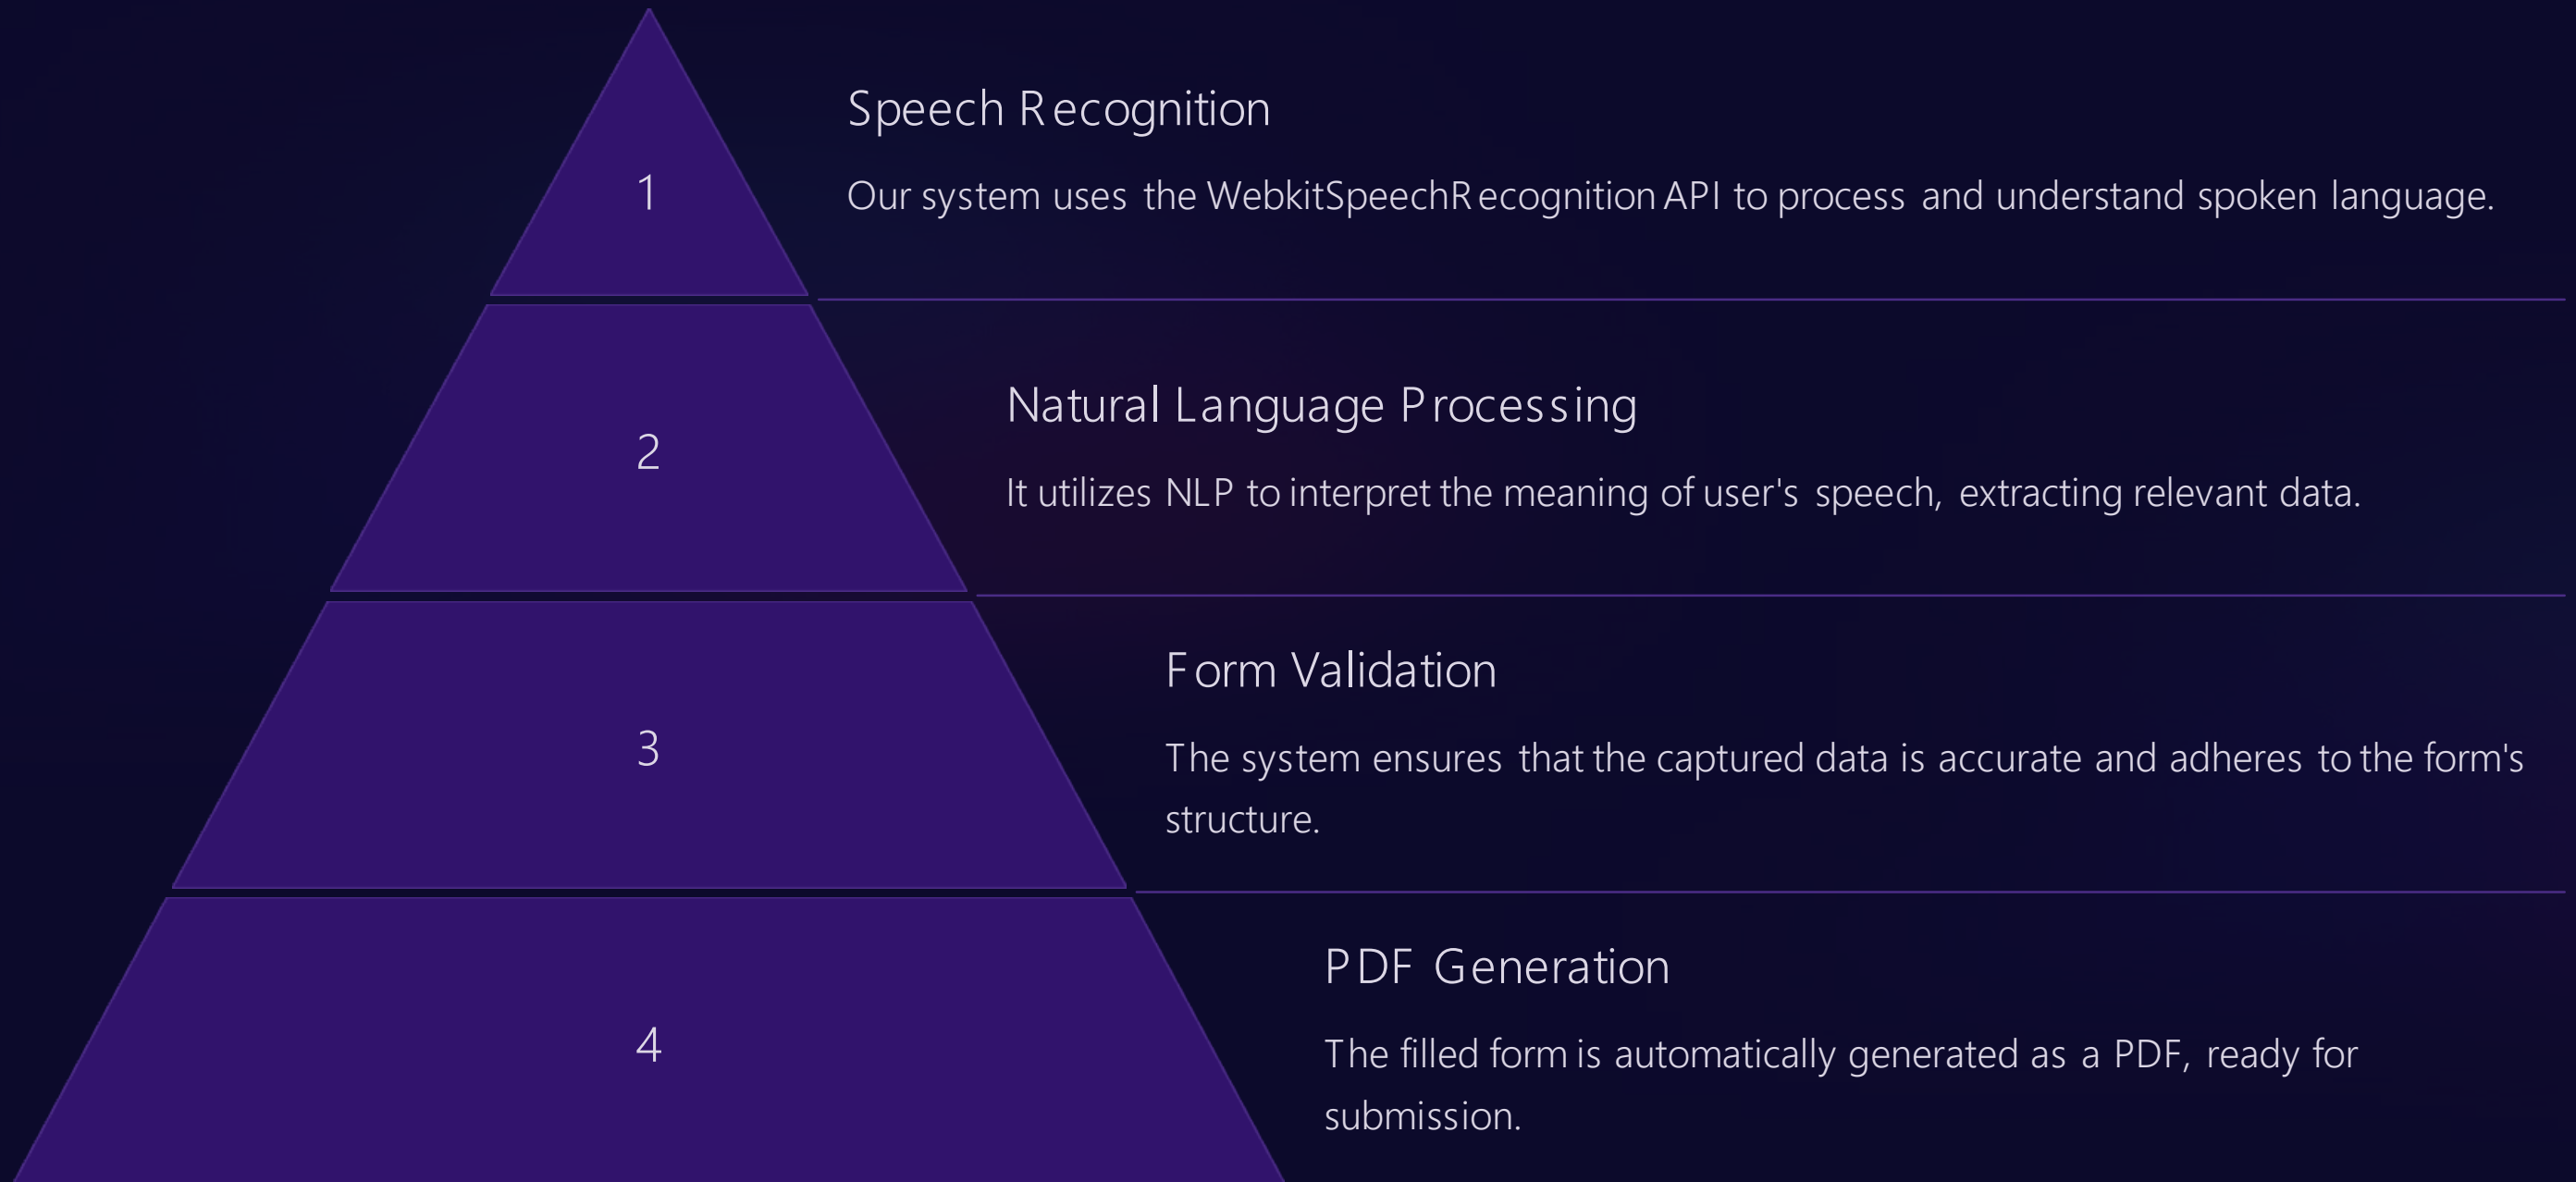 1
Speech Recognition
Our system uses the WebkitSpeechRecognition API to process and understand spoken language.
2
Natural Language Processing
It utilizes NLP to interpret the meaning of user's speech, extracting relevant data.
3
Form Validation
The system ensures that the captured data is accurate and adheres to the form's
structure.
4
PDF Generation
The filled form is automatically generated as a PDF, ready for
submission.